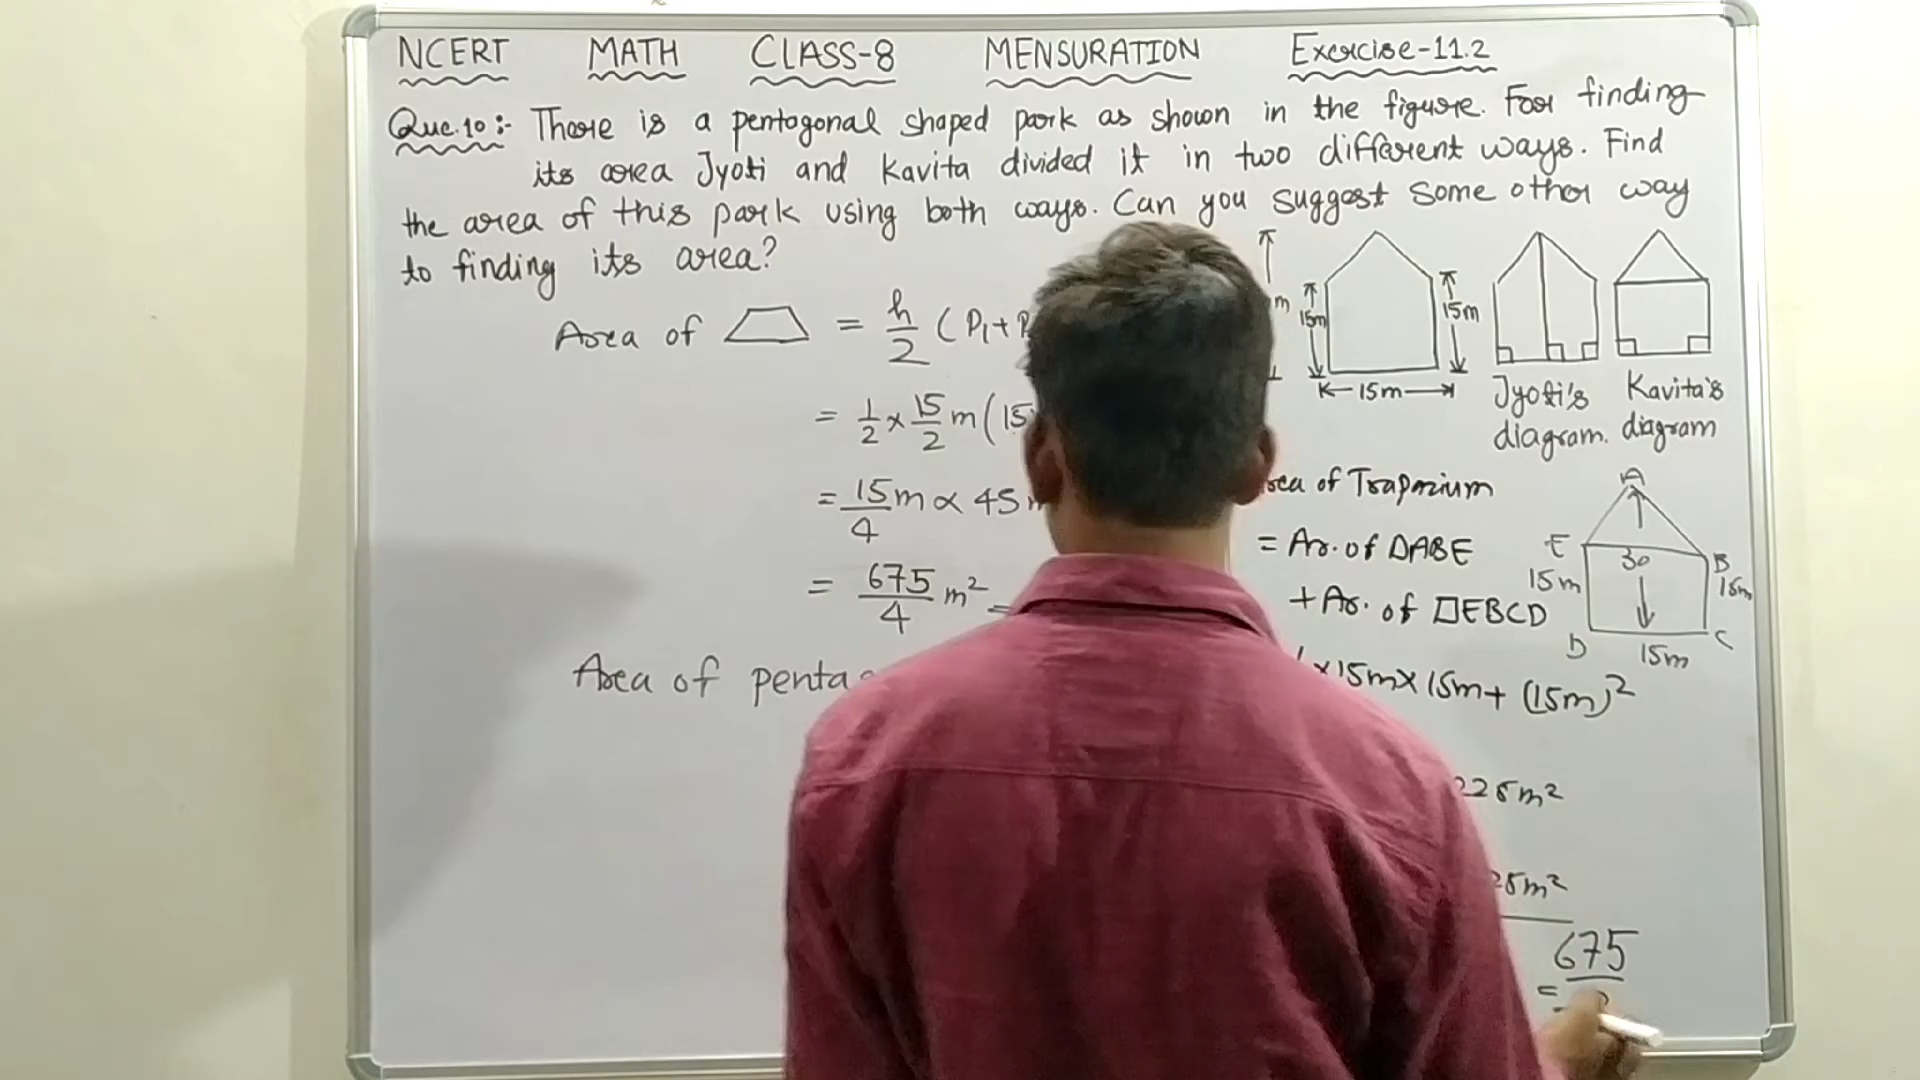 NCERT MATH CLASS-8 MENSURATION Exercise-11.2
Que.10:- There is a pentagonal shaped park as shown in the figure. For finding
its area Jyoti and Kavita divided it in two different ways. Find
the area of this park using both ways. Can you suggest some other way
to finding its area?
Area of = h/2 (P1+P
= 1/2 × 15/2 m (15
= 15/4 m × 45
= 675/4 m² =
Area of penta
m 15m 15m
15m
Jyoti's diagram.
Kavita's diagram
Area of Trapezium
= Ar. of ΔABE
+ Ar. of □EBCD
A
E B
15m 30 15m
D C
15m
×15m×15m+(15m)²
225m²
25m²
= 675